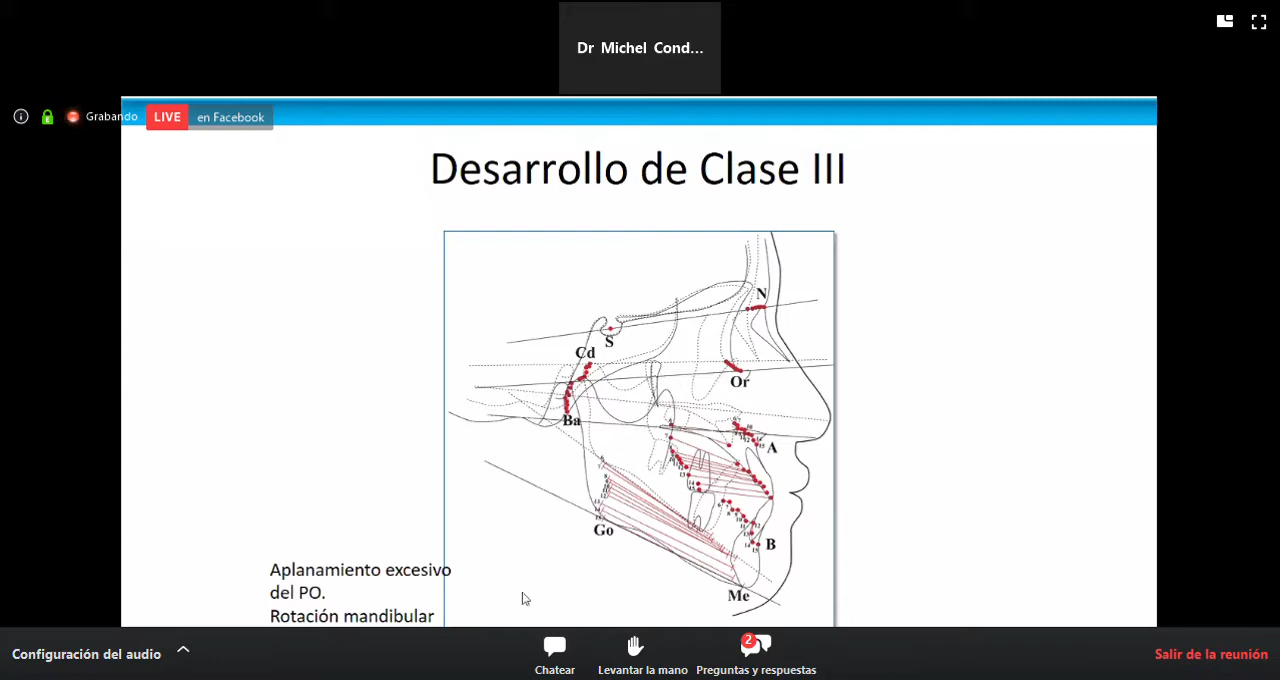 Dr Michel Cond...
Grabando
LIVE en Facebook
Desarrollo de Clase III
N
S
Cd
Or
Ba
A
Go
B
Me
Aplanamiento excesivo
del PO.
Rotación mandibular
Configuración del audio
Chatear
Levantar la mano
2
Preguntas y respuestas
Salir de la reunión